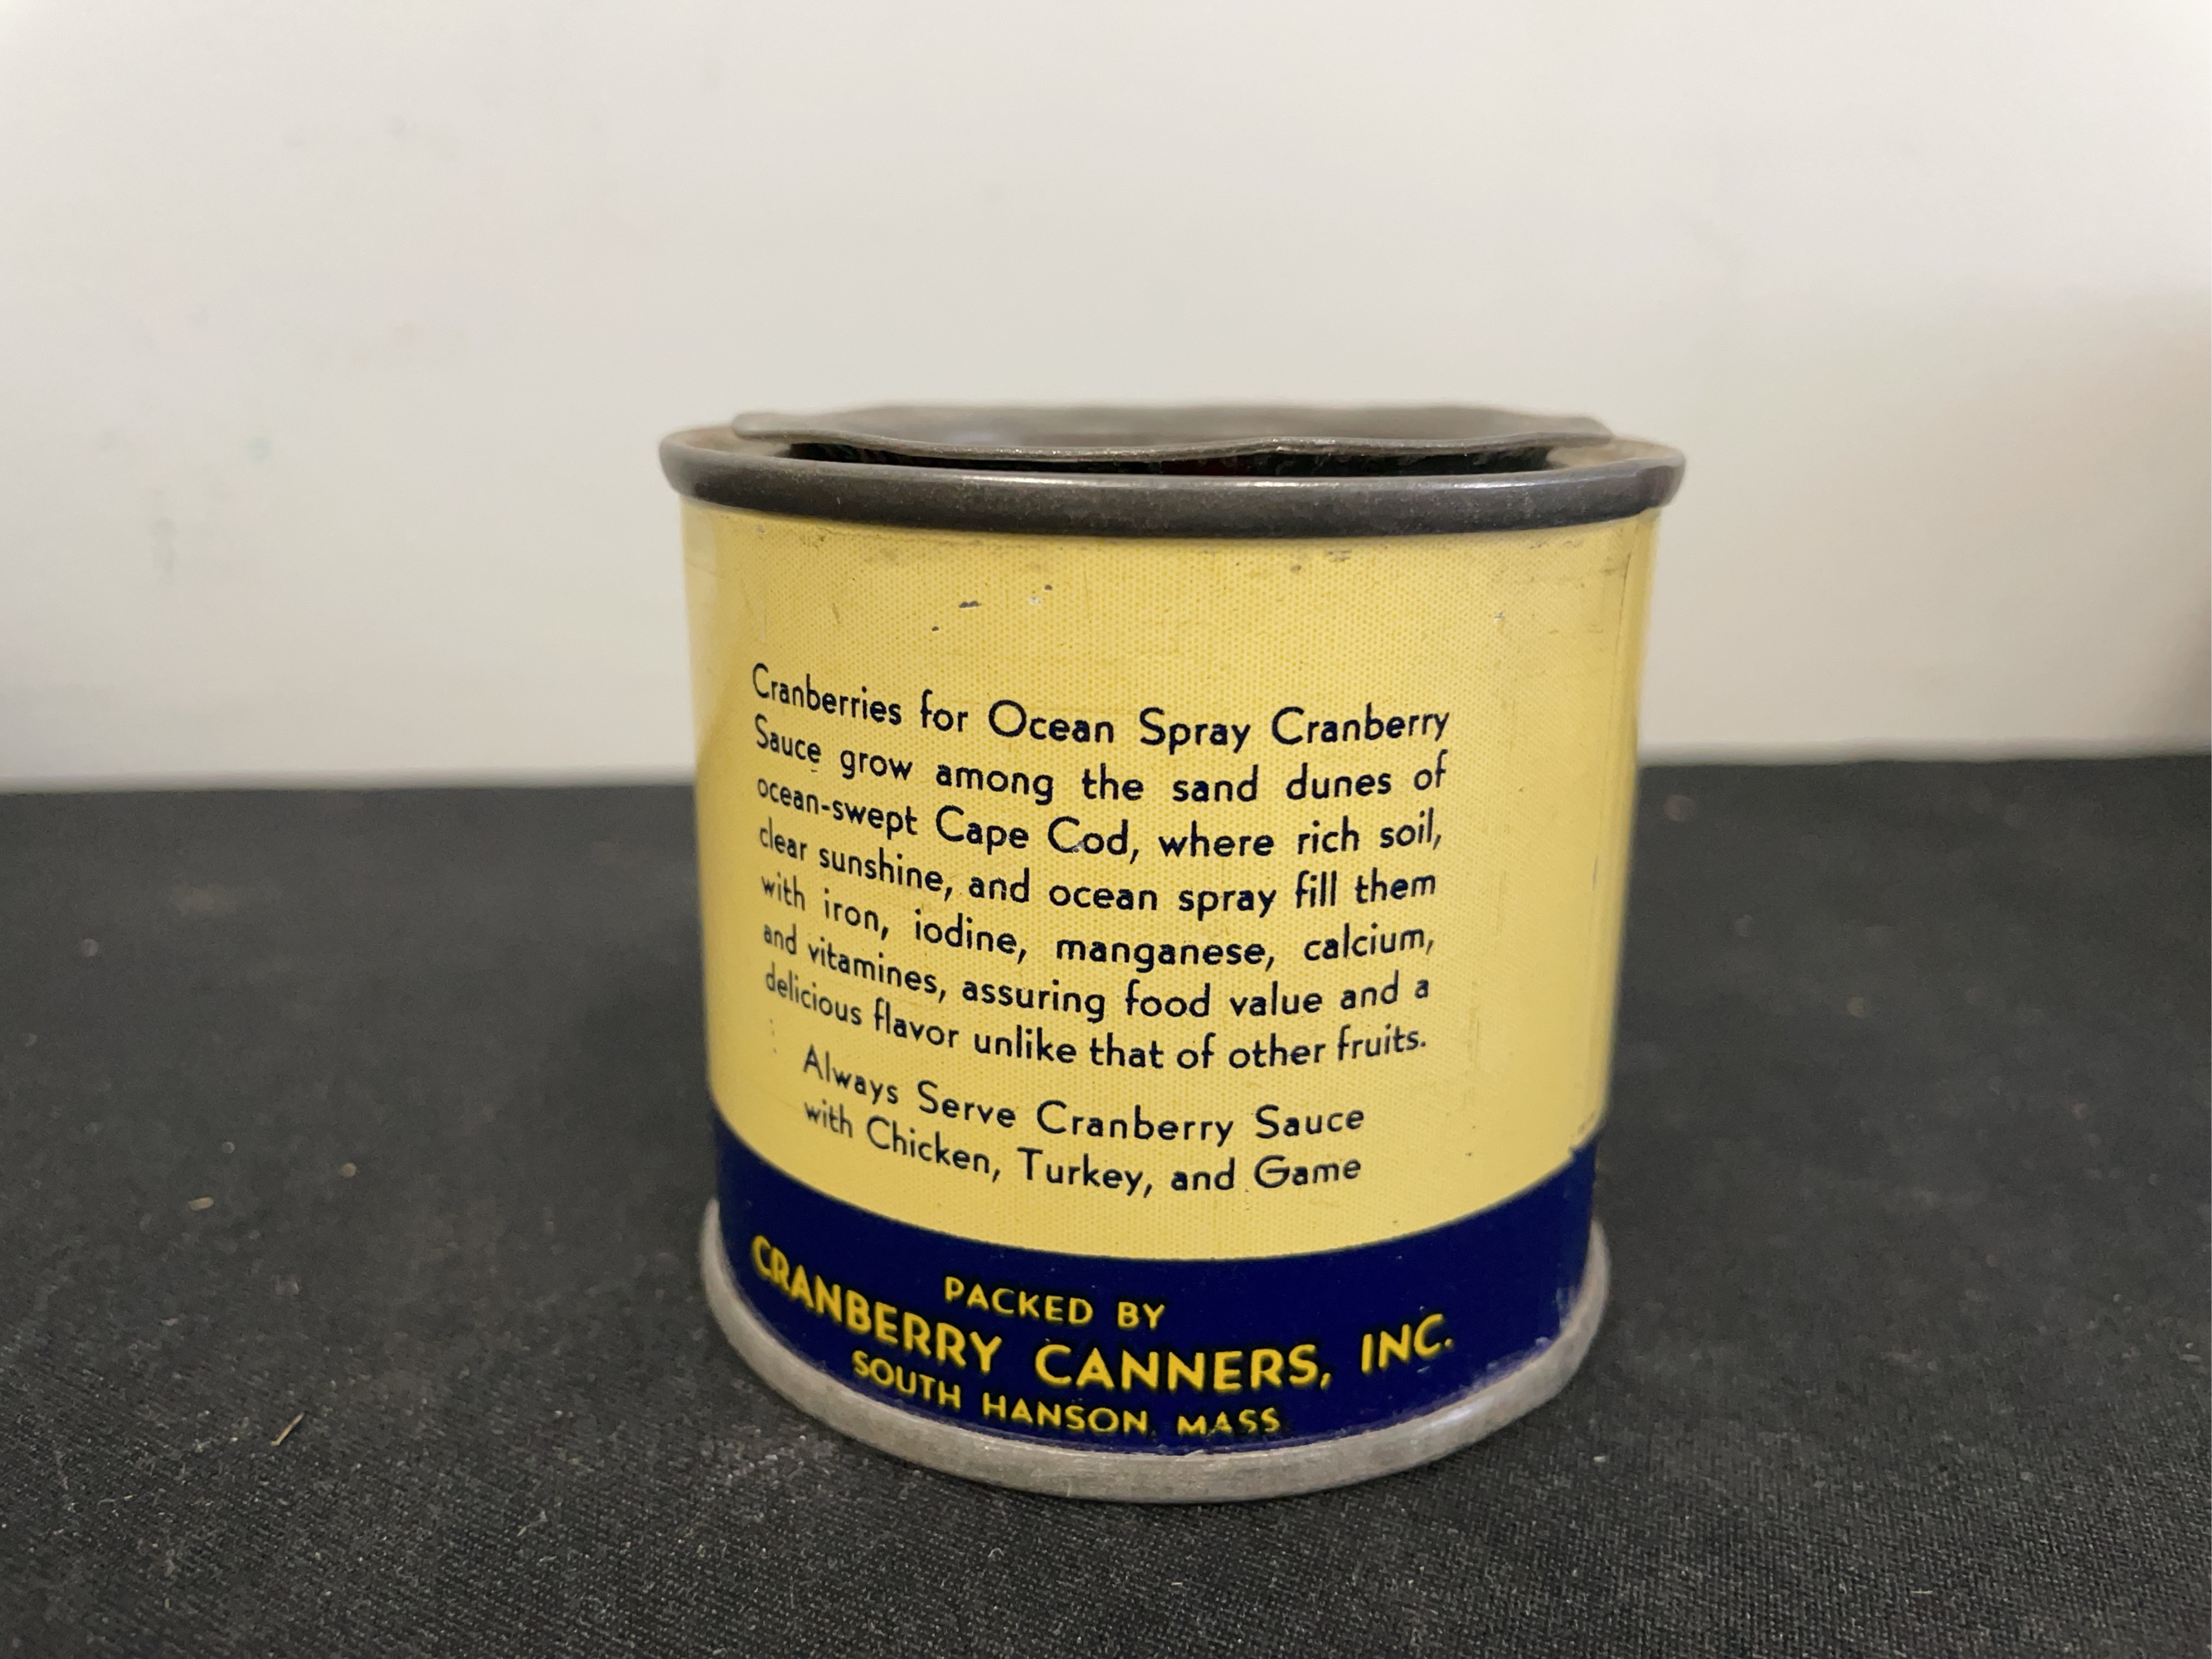 Cranberries for Ocean Spray Cranberry
Sauce grow among the sand dunes of
ocean-swept Cape Cod, where rich soil,
clear sunshine, and ocean spray fill them
with iron, iodine, manganese, calcium,
and vitamines, assuring food value and a
delicious flavor unlike that of other fruits.
Always Serve Cranberry Sauce
with Chicken, Turkey, and Game
PACKED BY
CRANBERRY CANNERS, INC.
SOUTH HANSON, MASS